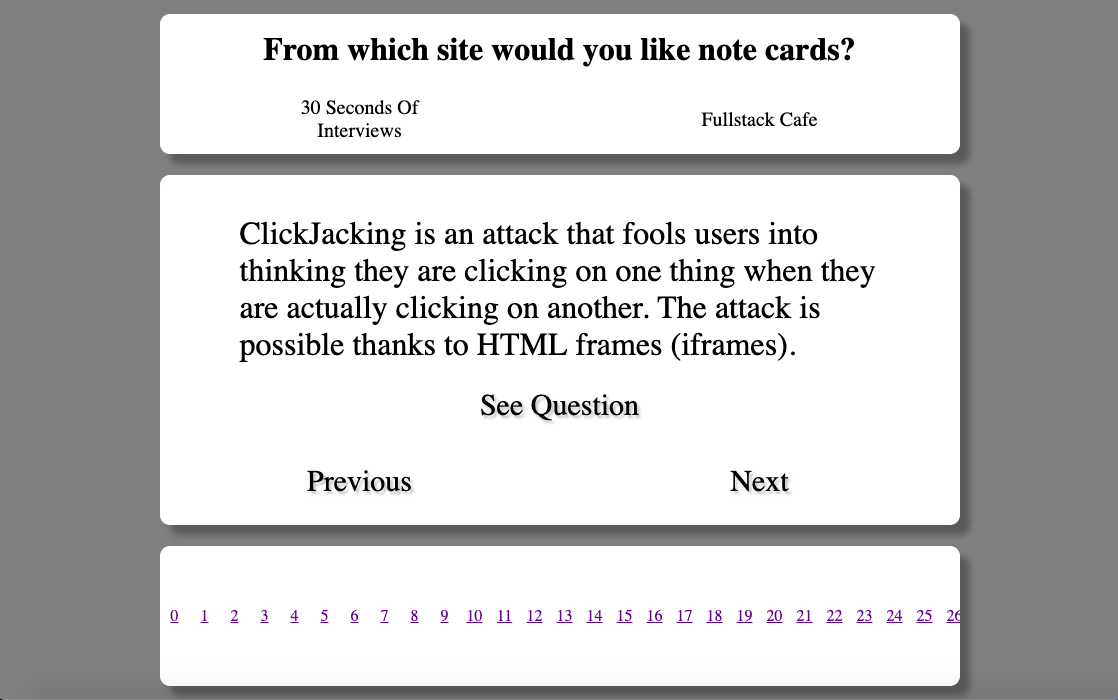 From which site would you like note cards?
30 Seconds Of
Interviews
Fullstack Cafe
ClickJacking is an attack that fools users into
thinking they are clicking on one thing when they
are actually clicking on another. The attack is
possible thanks to HTML frames (iframes).
See Question
Previous Next
0 1 2 3 4 5 6 7 8 9 10 11 12 13 14 15 16 17 18 19 20 21 22 23 24 25 26